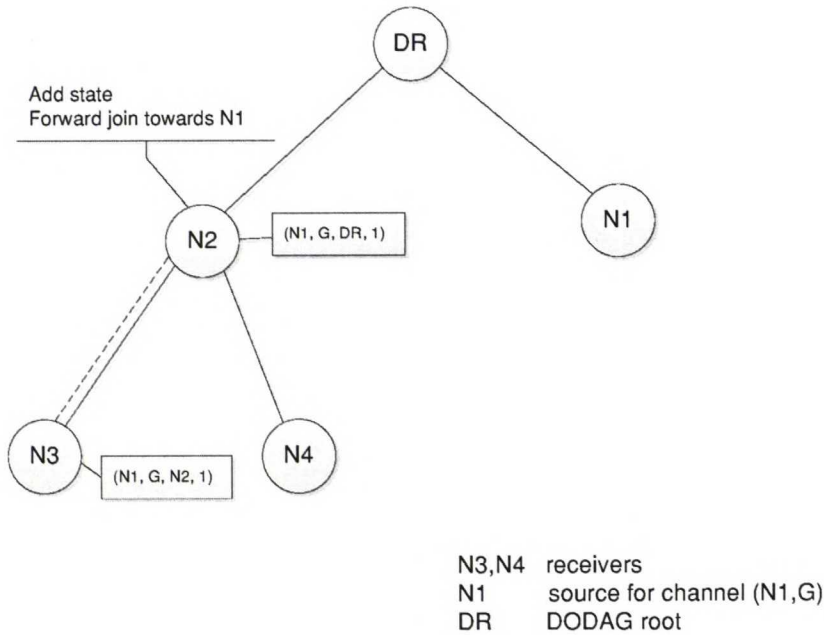 DR
Add state
Forward join towards N1
N1
N2
(N1, G, DR, 1)
N3
N4
(N1, G, N2, 1)
N3,N4 receivers
N1 source for channel (N1,G)
DR DODAG root